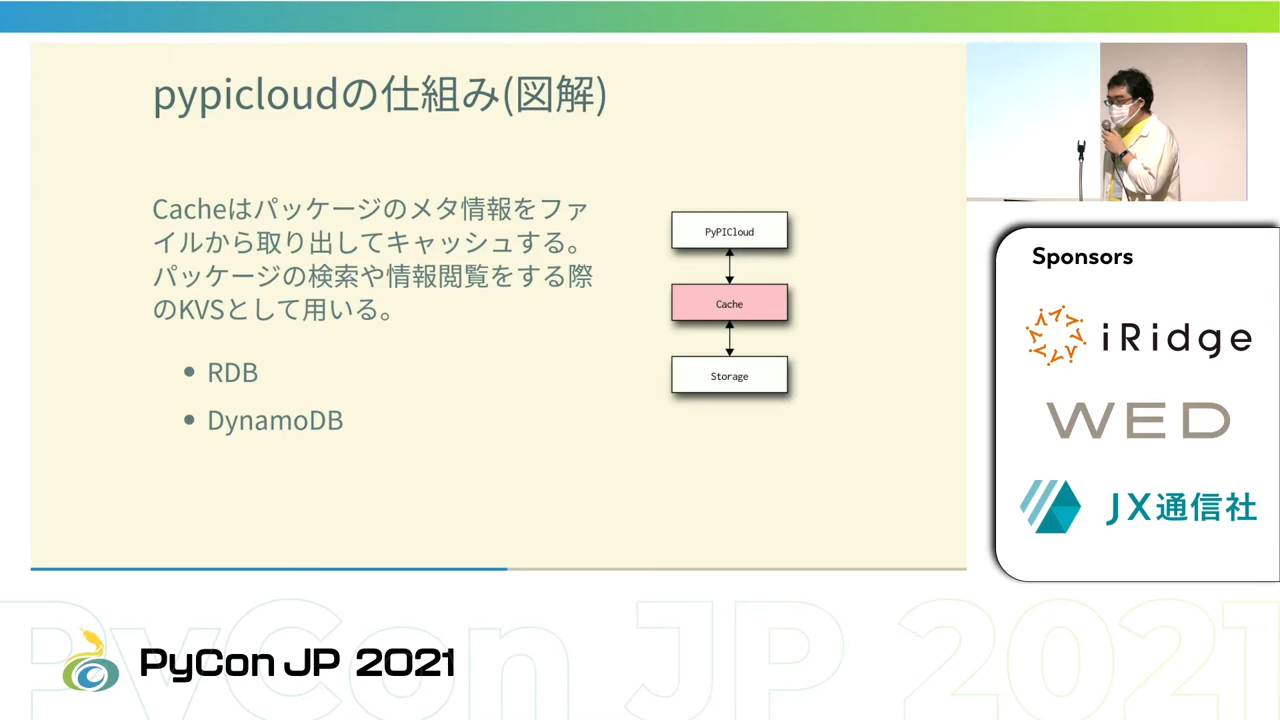 pypicloudの仕組み(図解)
Cacheはパッケージのメタ情報をファ
イルから取り出してキャッシュする。
パッケージの検索や情報閲覧をする際
のKVSとして用いる。
• RDB
• DynamoDB
PyPICloud
Cache
Storage
Sponsors
iRidge
WED
JX通信社
PyCon JP 2021
PyCon JP 2021